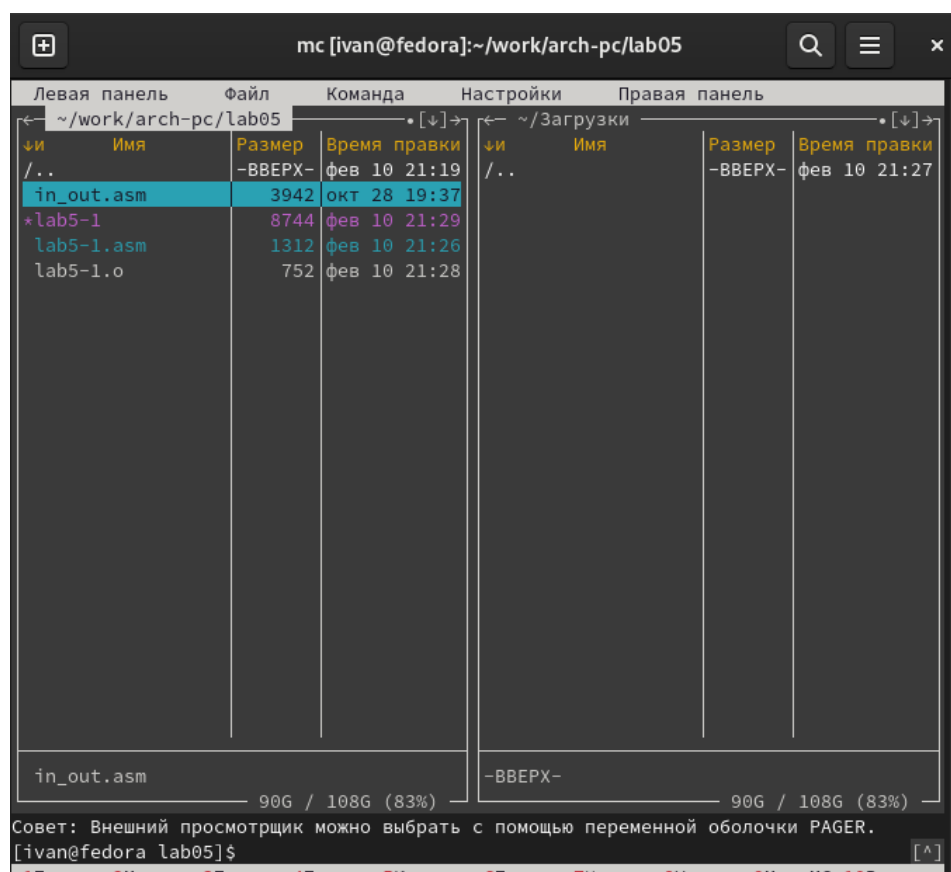 mc [ivan@fedora]:~/work/arch-pc/lab05
Левая панель Файл Команда Настройки Правая панель
~/work/arch-pc/lab05 [↓] ~/Загрузки [↓]
↓и Имя Размер Время правки ↓и Имя Размер Время правки
/.. -ВВЕРХ- фев 10 21:19 /.. -ВВЕРХ- фев 10 21:27
in_out.asm 3942 окт 28 19:37
*lab5-1 8744 фев 10 21:29
lab5-1.asm 1312 фев 10 21:26
lab5-1.o 752 фев 10 21:28
in_out.asm -ВВЕРХ-
90G / 108G (83%) 90G / 108G (83%)
Совет: Внешний просмотрщик можно выбрать с помощью переменной оболочки PAGER.
[ivan@fedora lab05]$ [^]